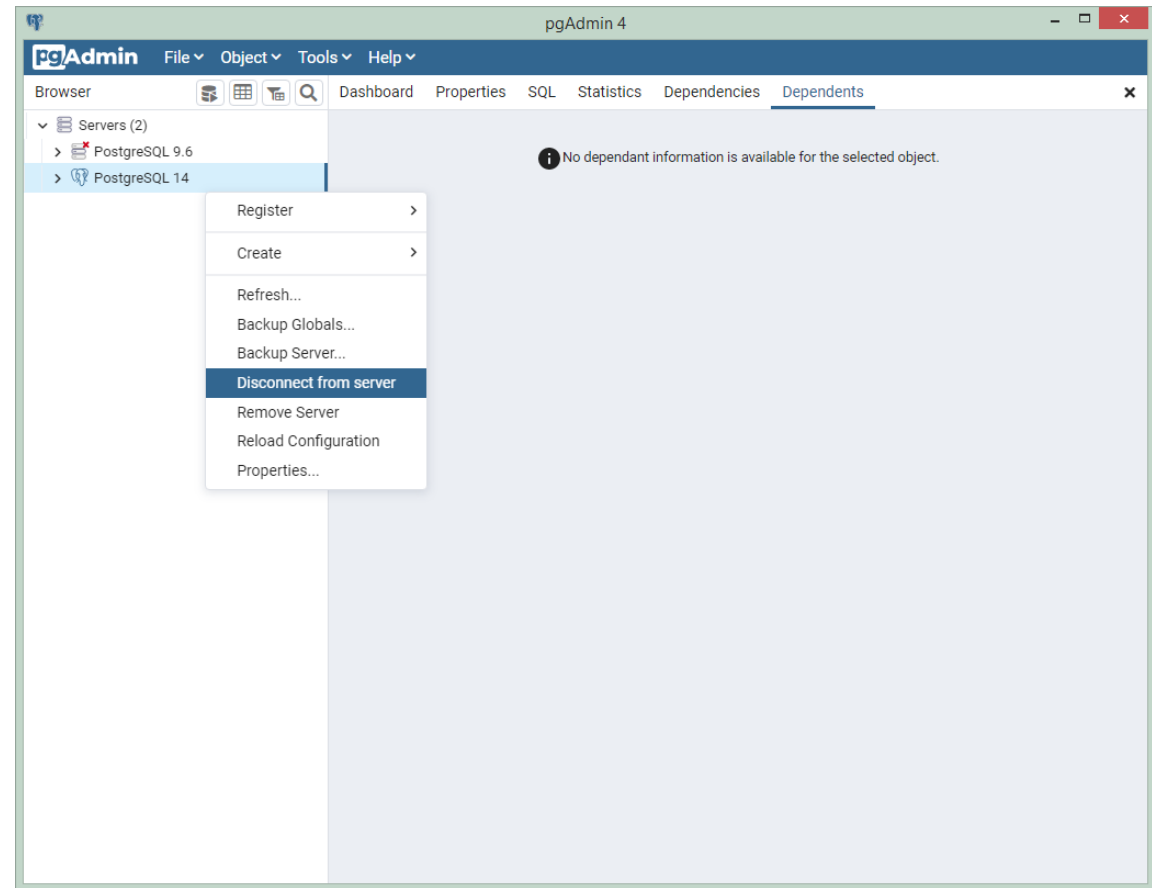 pgAdmin 4
pgAdmin File Object Tools Help
Browser
Dashboard Properties SQL Statistics Dependencies Dependents
Servers (2)
PostgreSQL 9.6
PostgreSQL 14
No dependant information is available for the selected object.
Register
Create
Refresh...
Backup Globals...
Backup Server...
Disconnect from server
Remove Server
Reload Configuration
Properties...